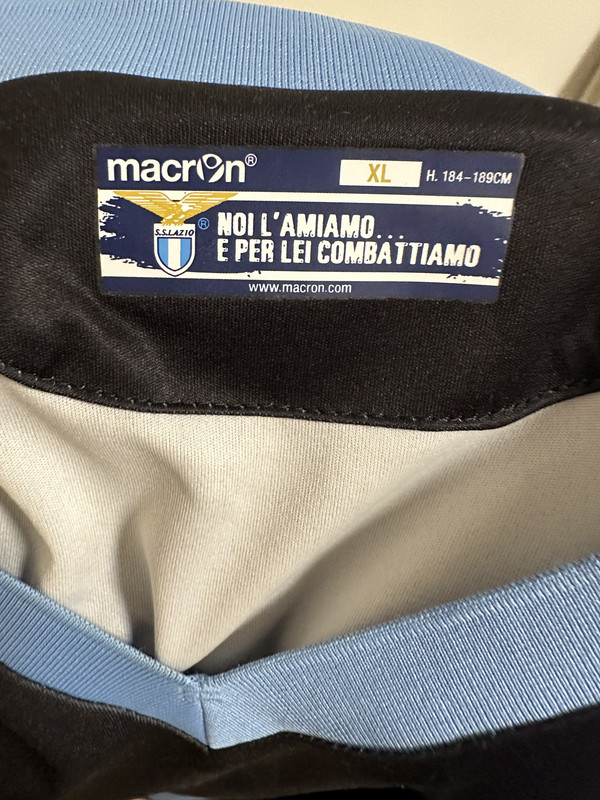 macron®
XL H. 184-189CM
S.S.LAZIO ®
NOI L'AMIAMO...
E PER LEI COMBATTIAMO
www.macron.com